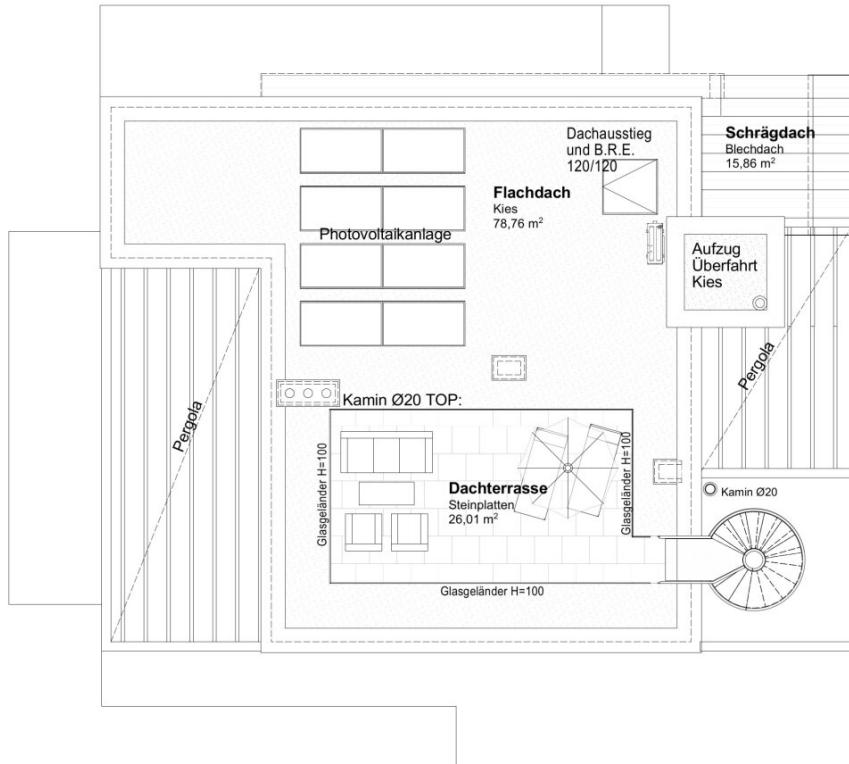 Dachausstieg
und B.R.E.
120/120
Schrägdach
Blechdach
15,86 m²
Flachdach
Kies
78,76 m²
Photovoltaikanlage
Aufzug
Überfahrt
Kies
Pergola
Pergola
Kamin Ø20 TOP:
Glasgeländer H=100
Glasgeländer H=100
Dachterrasse
Steinplatten
26,01 m²
Kamin Ø20
Glasgeländer H=100